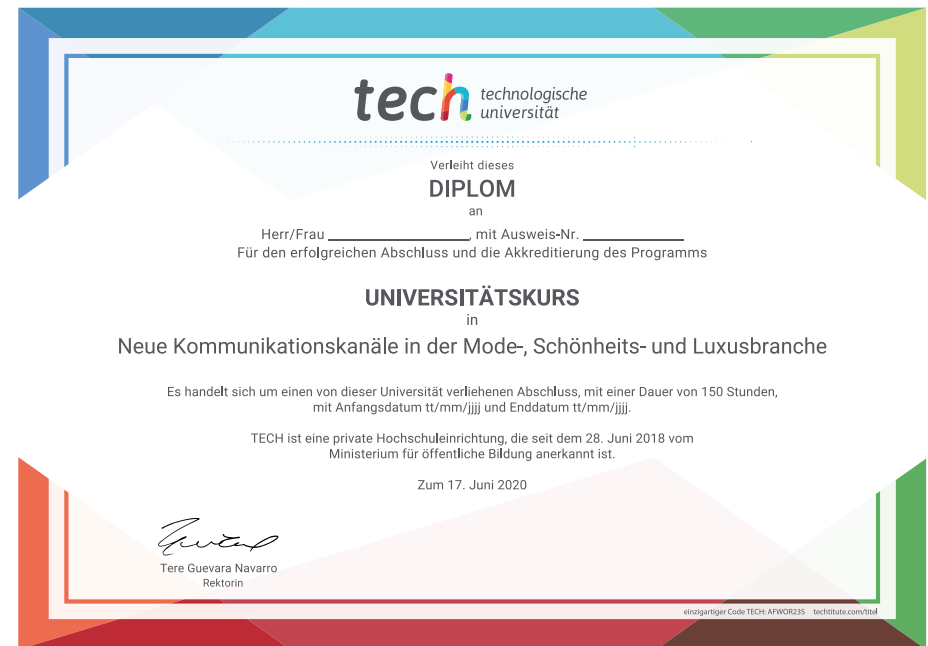 tech technologische
universität
Verleiht dieses
DIPLOM
an
Herr/Frau ____________________, mit Ausweis-Nr. ______________
Für den erfolgreichen Abschluss und die Akkreditierung des Programms
UNIVERSITÄTSKURS
in
Neue Kommunikationskanäle in der Mode-, Schönheits- und Luxusbranche
Es handelt sich um einen von dieser Universität verliehenen Abschluss, mit einer Dauer von 150 Stunden,
mit Anfangsdatum tt/mm/jjjj und Enddatum tt/mm/jjjj.
TECH ist eine private Hochschuleinrichtung, die seit dem 28. Juni 2018 vom
Ministerium für öffentliche Bildung anerkannt ist.
Zum 17. Juni 2020
Tere Guevara Navarro
Rektorin
einzigartiger Code TECH: AFWOR235 techtitute.com/titel